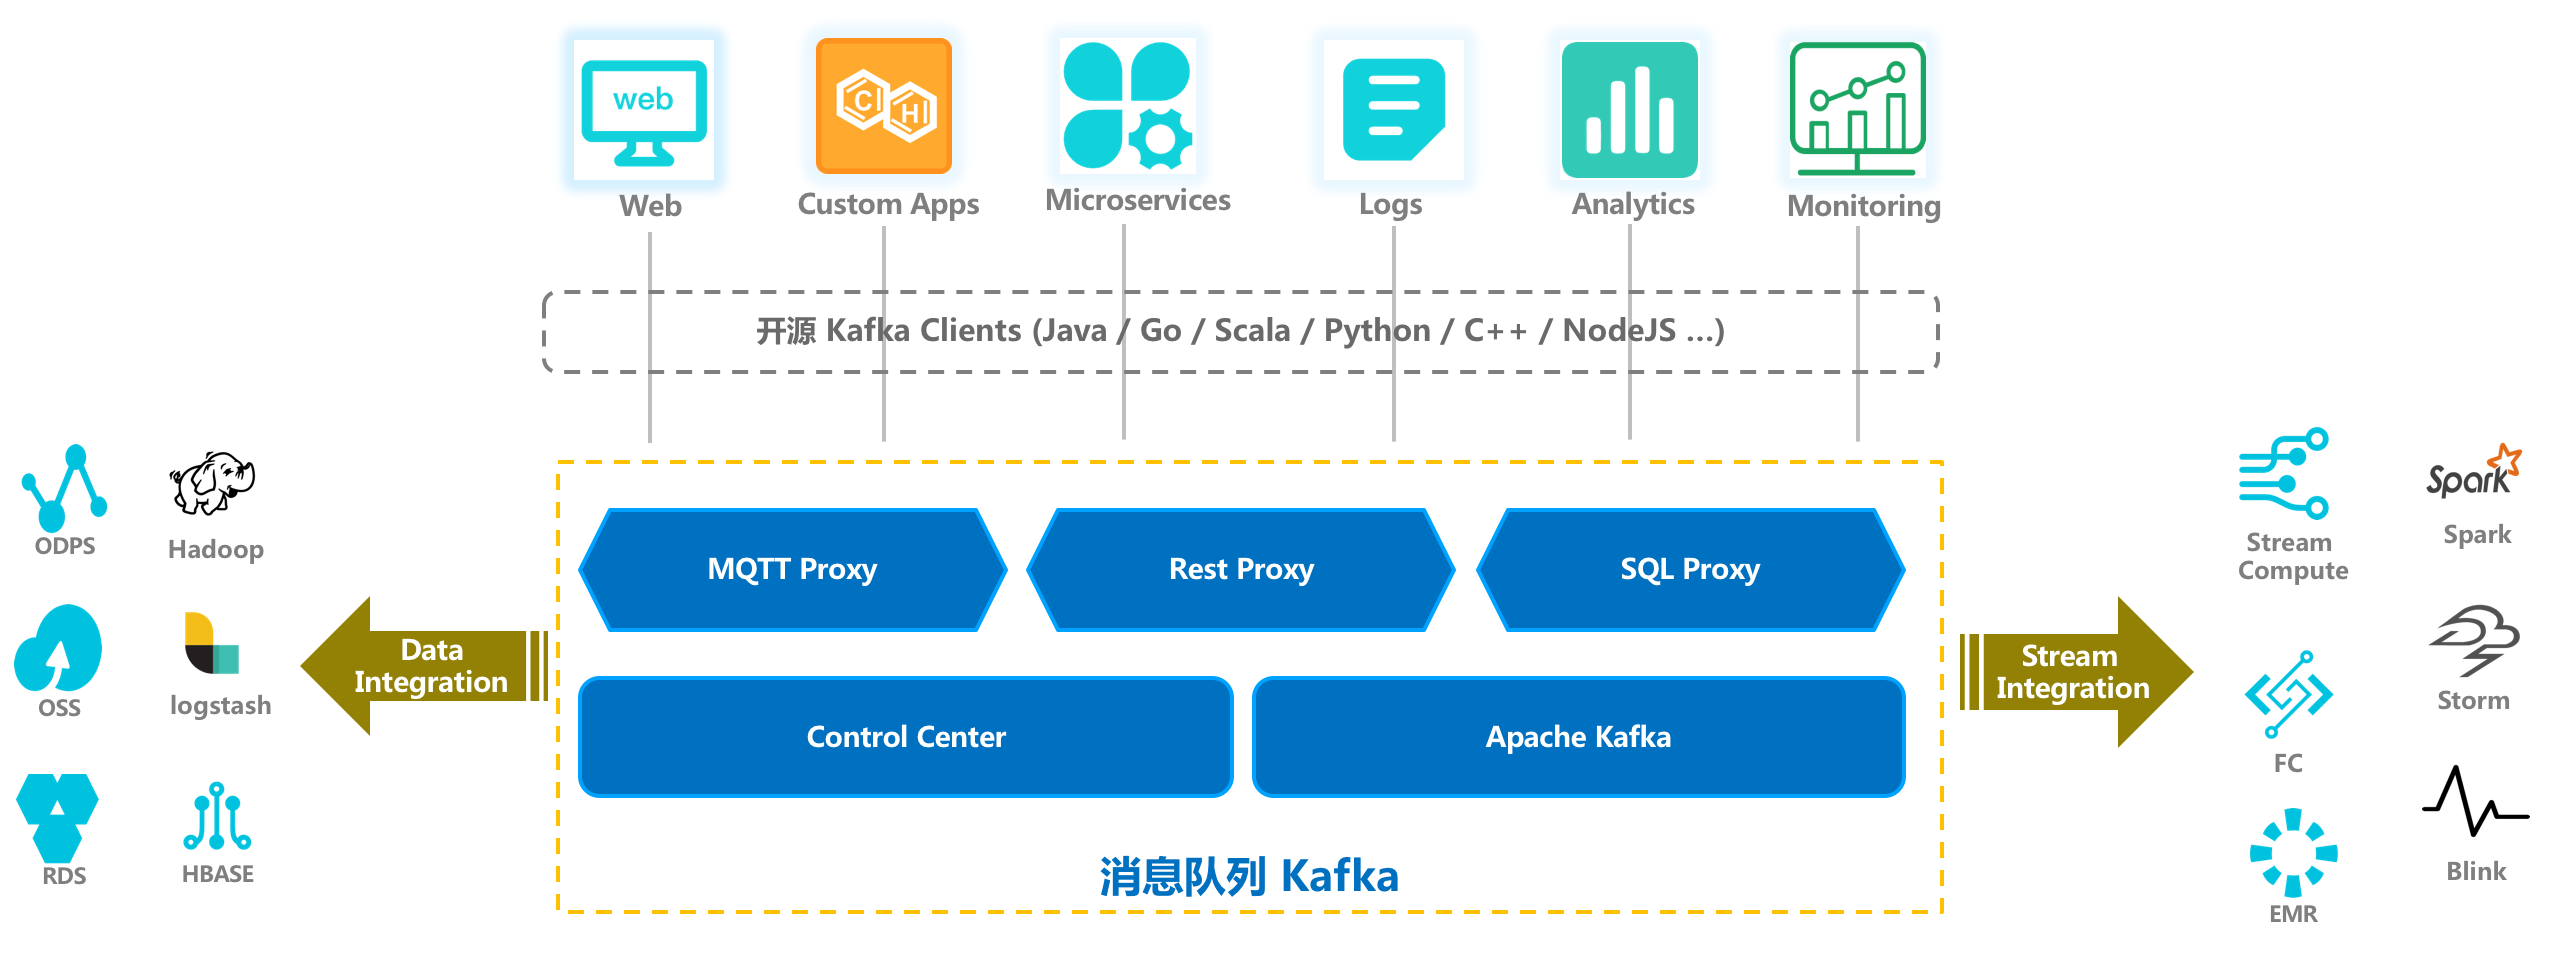 web
C
H
Web
Custom Apps
Microservices
Logs
Analytics
Monitoring
开源 Kafka Clients (Java / Go / Scala / Python / C++ / NodeJS ...)
ODPS
Hadoop
OSS
logstash
RDS
HBASE
Data
Integration
MQTT Proxy
Rest Proxy
SQL Proxy
Control Center
Apache Kafka
消息队列 Kafka
Stream
Integration
Stream
Compute
Spark
Spark
FC
Storm
EMR
Blink